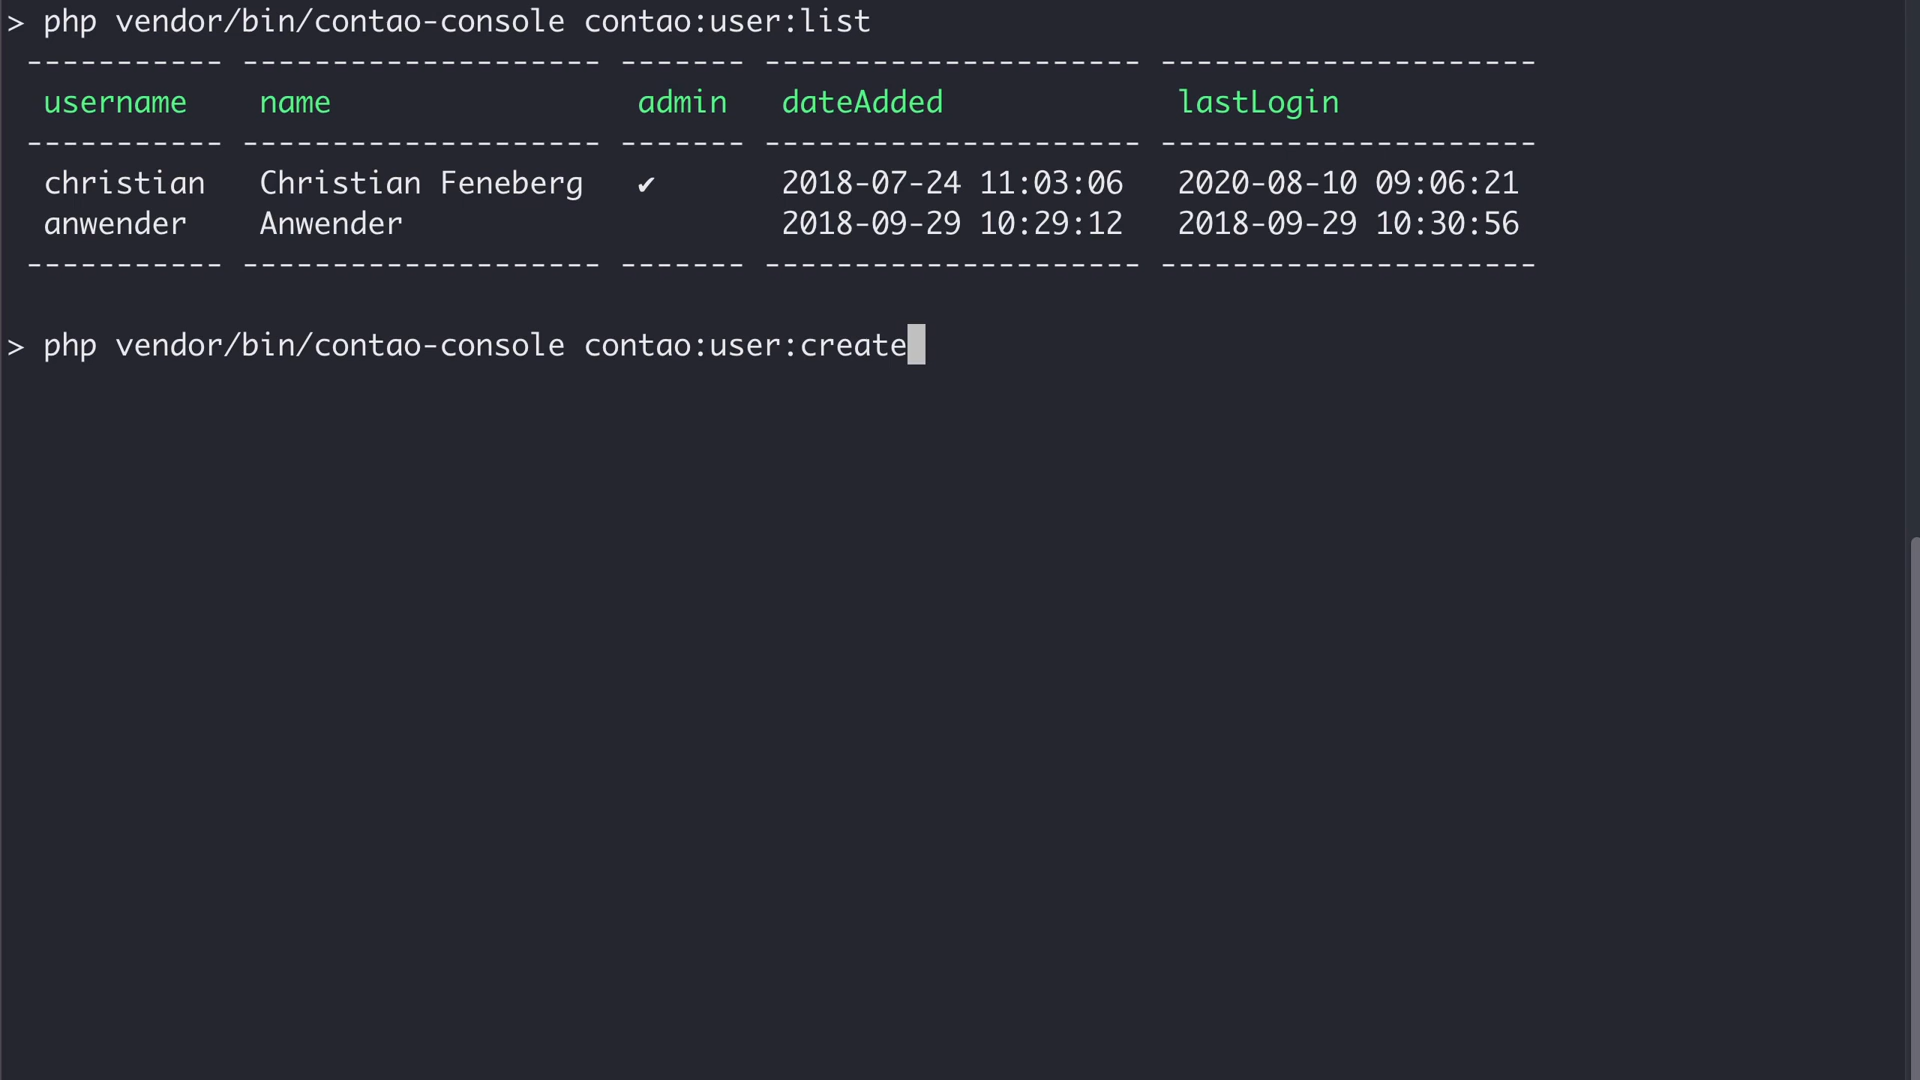 > php vendor/bin/contao-console contao:user:list
----------- -------------------- ------- --------------------- ---------------------
username name admin dateAdded lastLogin
----------- -------------------- ------- --------------------- ---------------------
christian Christian Feneberg ✔ 2018-07-24 11:03:06 2020-08-10 09:06:21
anwender Anwender 2018-09-29 10:29:12 2018-09-29 10:30:56
----------- -------------------- ------- --------------------- ---------------------
> php vendor/bin/contao-console contao:user:create